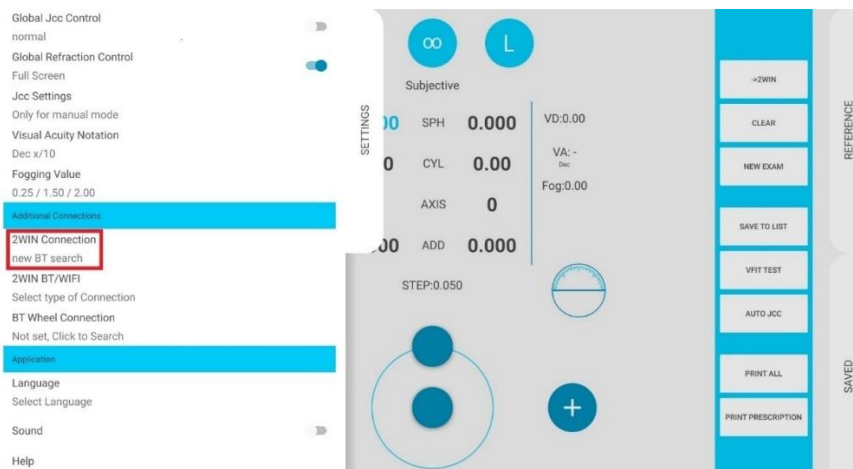 Global Jcc Control
normal
Global Refraction Control
Full Screen
Jcc Settings
Only for manual mode
Visual Acuity Notation
Dec x/10
Fogging Value
0.25 / 1.50 / 2.00
Additional Connections
2WIN Connection
new BT search
2WIN BT/WIFI
Select type of Connection
BT Wheel Connection
Not set, Click to Search
Application
Language
Select Language
Sound
Help
SETTINGS
∞ L
Subjective
00 SPH 0.000
0 CYL 0.00
AXIS 0
00 ADD 0.000
VD:0.00
VA: -
Dec
Fog:0.00
STEP:0.050
+
->2WIN
CLEAR
NEW EXAM
SAVE TO LIST
VFIT TEST
AUTO JCC
PRINT ALL
PRINT PRESCRIPTION
REFERENCE
SAVED